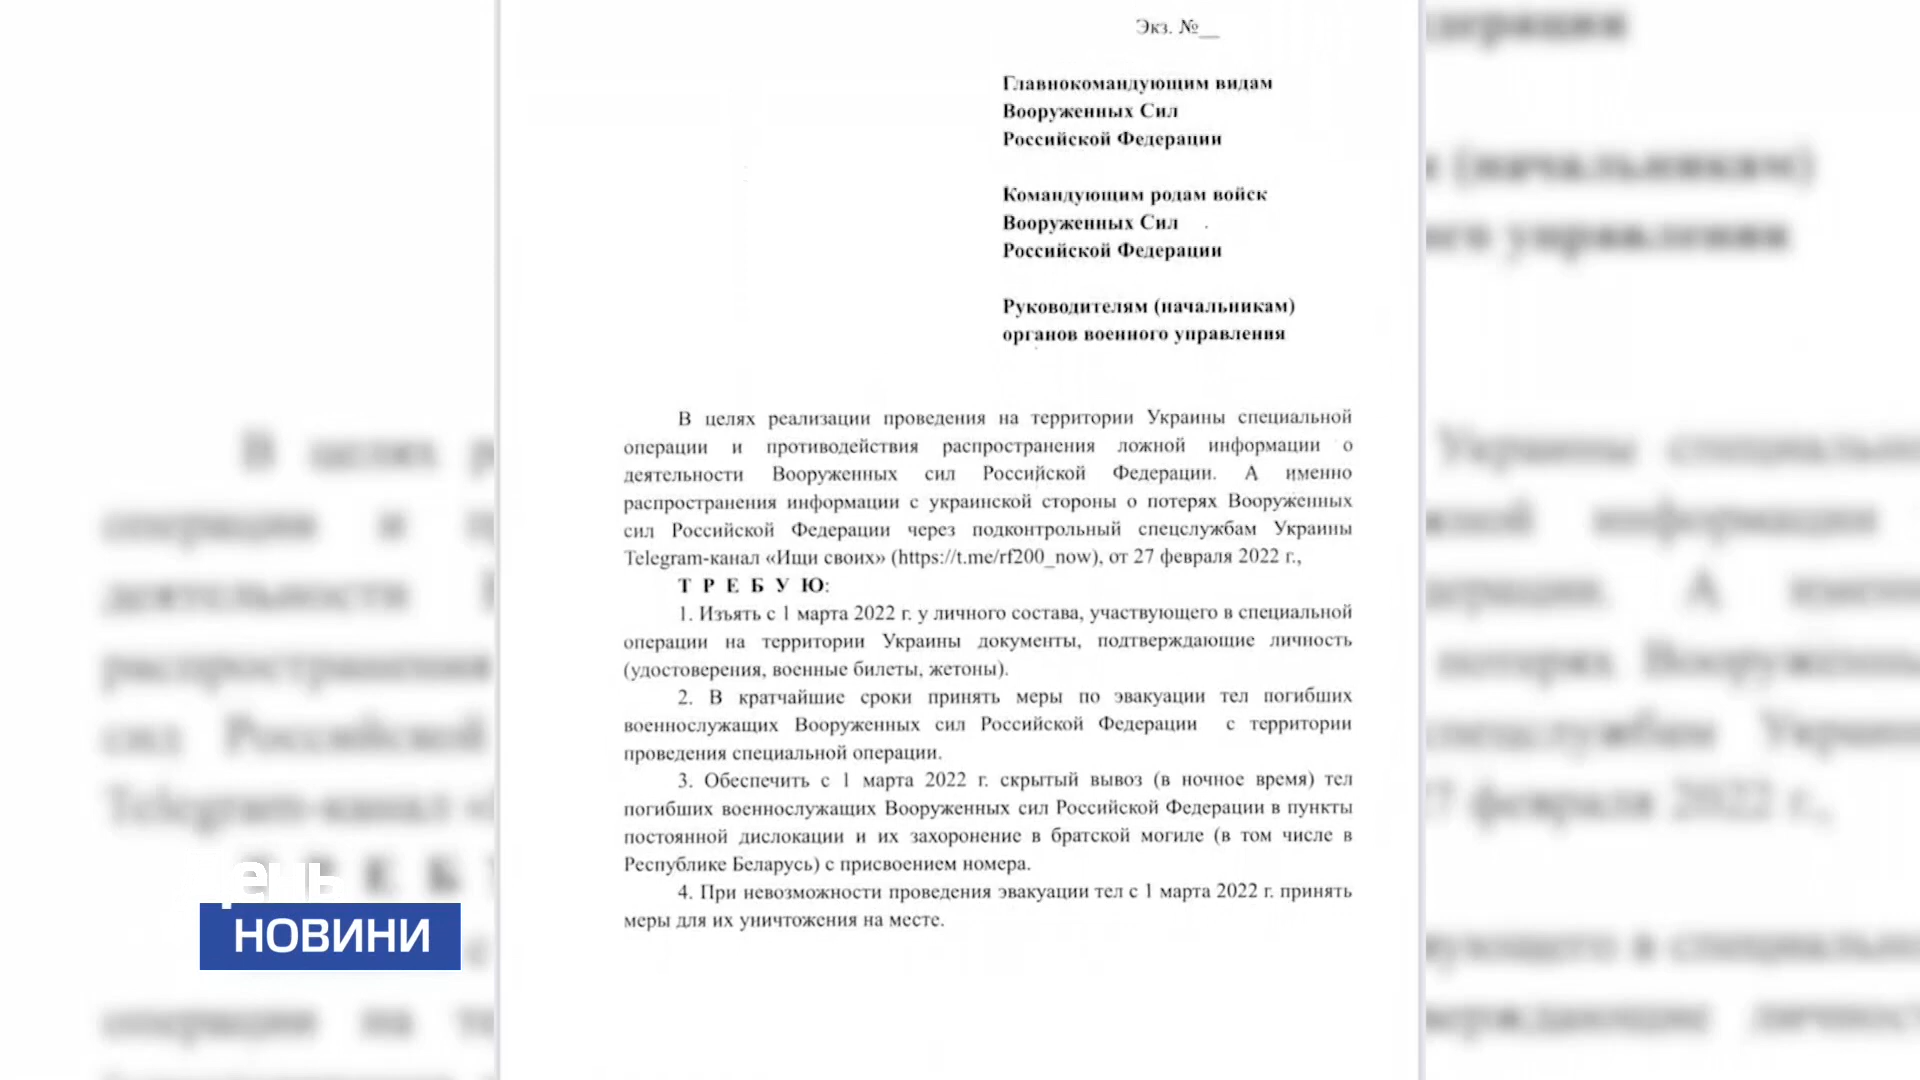 Экз. №__
Главнокомандующим видам
Вооруженных Сил
Российской Федерации
Командующим родам войск
Вооруженных Сил
Российской Федерации
Руководителям (начальникам)
органов военного управления
В целях реализации проведения на территории Украины специальной
операции и противодействия распространения ложной информации о
деятельности Вооруженных сил Российской Федерации. А именно
распространения информации с украинской стороны о потерях Вооруженных
сил Российской Федерации через подконтрольный спецслужбам Украины
Telegram-канал «Ищи своих» (https://t.me/rf200_now), от 27 февраля 2022 г.,
Т Р Е Б У Ю:
1. Изъять с 1 марта 2022 г. у личного состава, участвующего в специальной
операции на территории Украины документы, подтверждающие личность
(удостоверения, военные билеты, жетоны).
2. В кратчайшие сроки принять меры по эвакуации тел погибших
военнослужащих Вооруженных сил Российской Федерации с территории
проведения специальной операции.
3. Обеспечить с 1 марта 2022 г. скрытый вывоз (в ночное время) тел
погибших военнослужащих Вооруженных сил Российской Федерации в пункты
постоянной дислокации и их захоронение в братской могиле (в том числе в
Республике Беларусь) с присвоением номера.
4. При невозможности проведения эвакуации тел с 1 марта 2022 г. принять
меры для их уничтожения на месте.
день
НОВИНИ